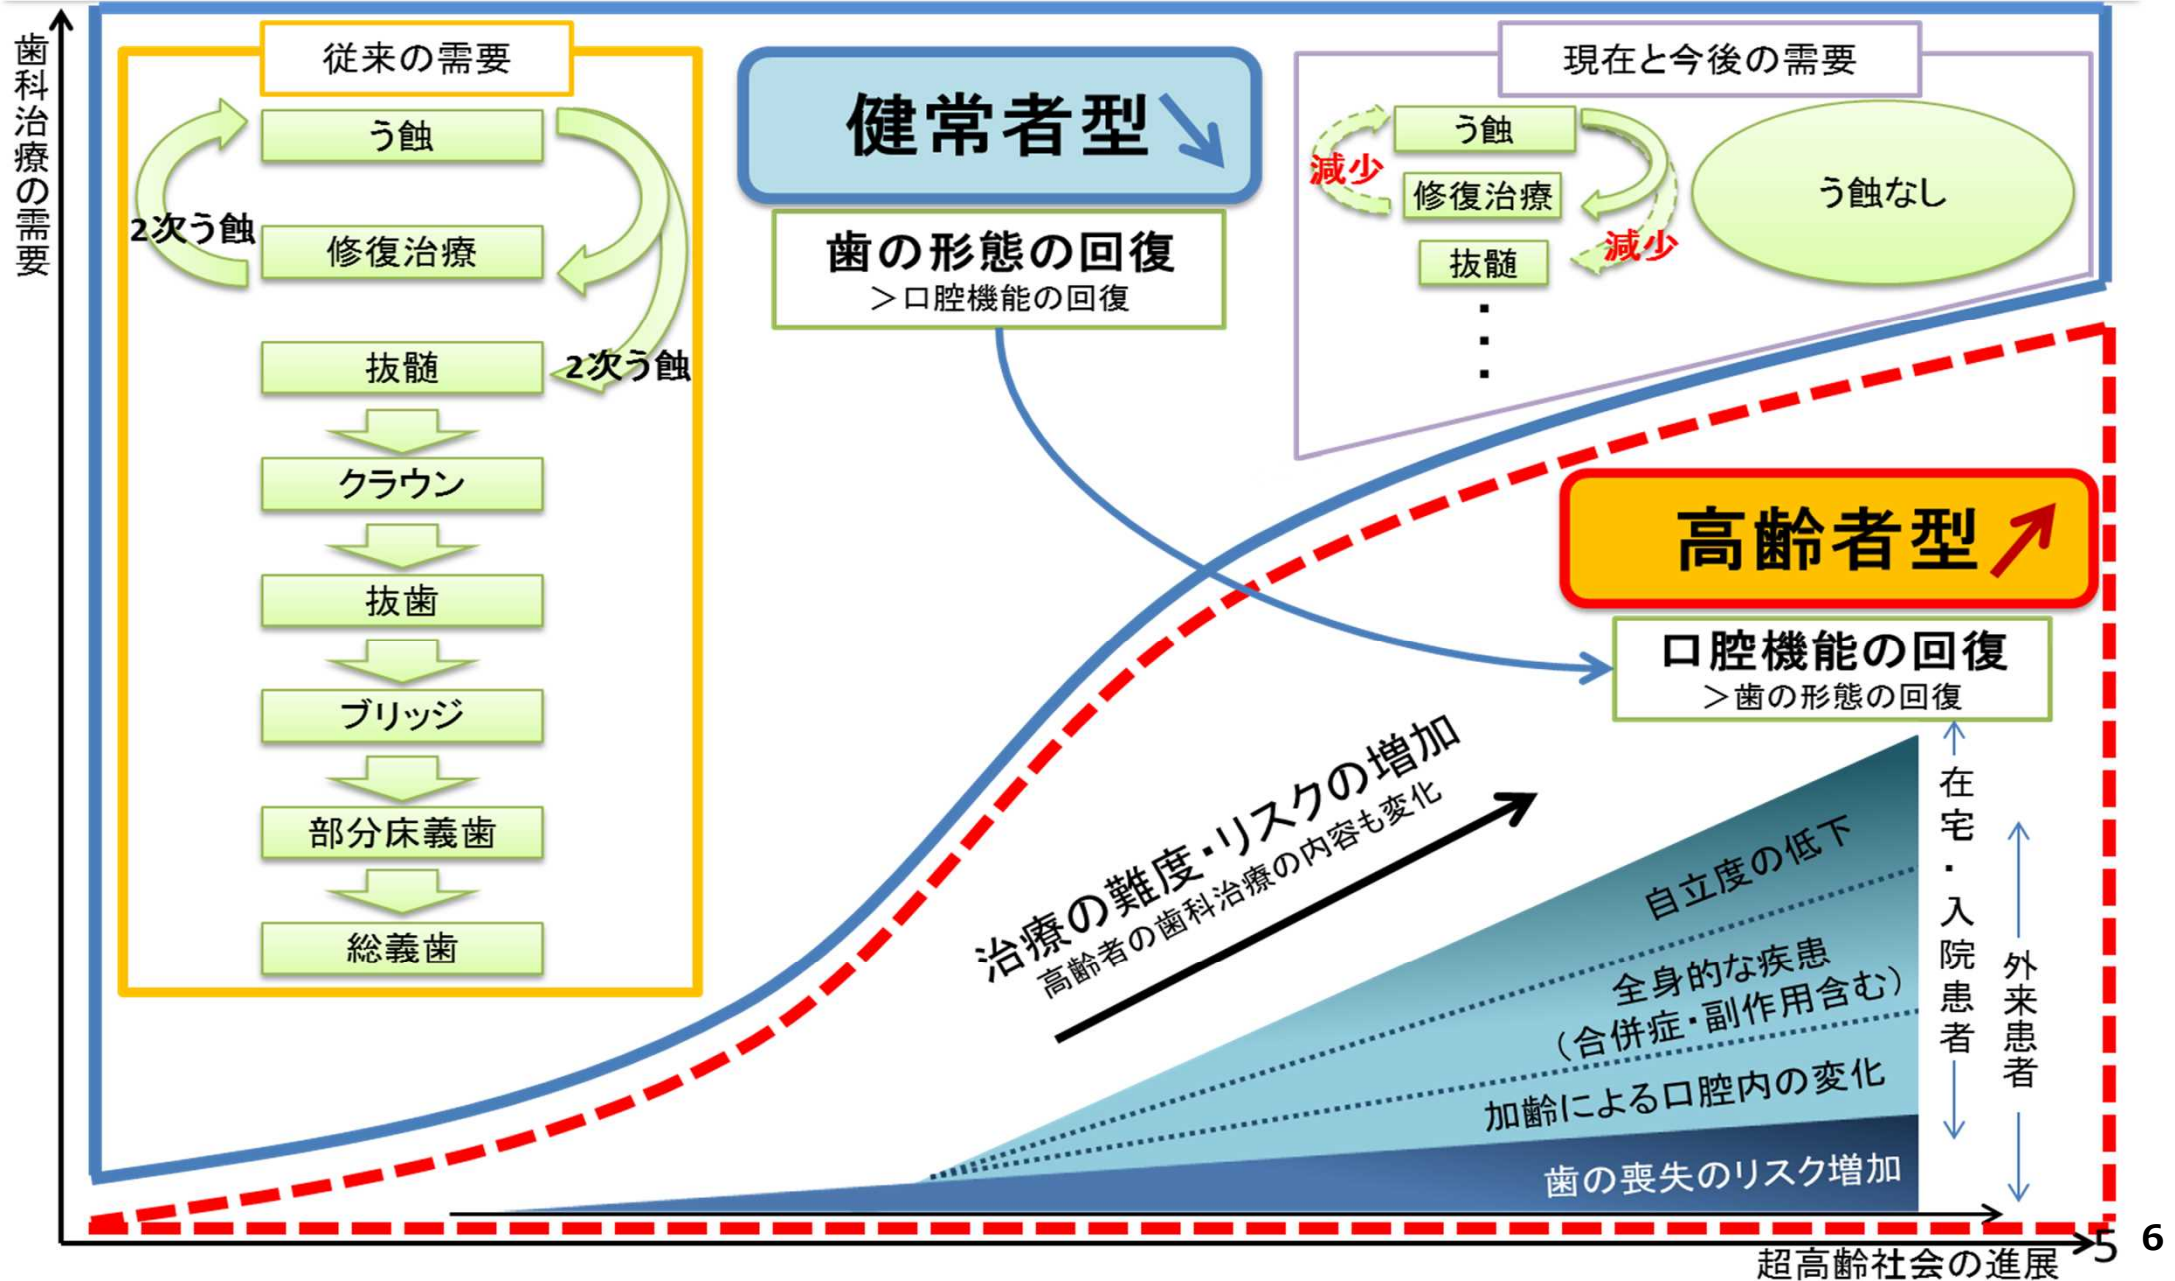 歯科治療の需要
従来の需要
う蝕
2次う蝕
修復治療
抜髄
2次う蝕
クラウン
抜歯
ブリッジ
部分床義歯
総義歯
健常者型
歯の形態の回復
＞口腔機能の回復
現在と今後の需要
う蝕
減少
修復治療
減少
抜髄
・
・
・
う蝕なし
高齢者型
口腔機能の回復
＞歯の形態の回復
治療の難度・リスクの増加
高齢者の歯科治療の内容も変化
自立度の低下
全身的な疾患
（合併症・副作用含む）
加齢による口腔内の変化
歯の喪失のリスク増加
在宅・入院患者
外来患者
超高齢社会の進展
5
6